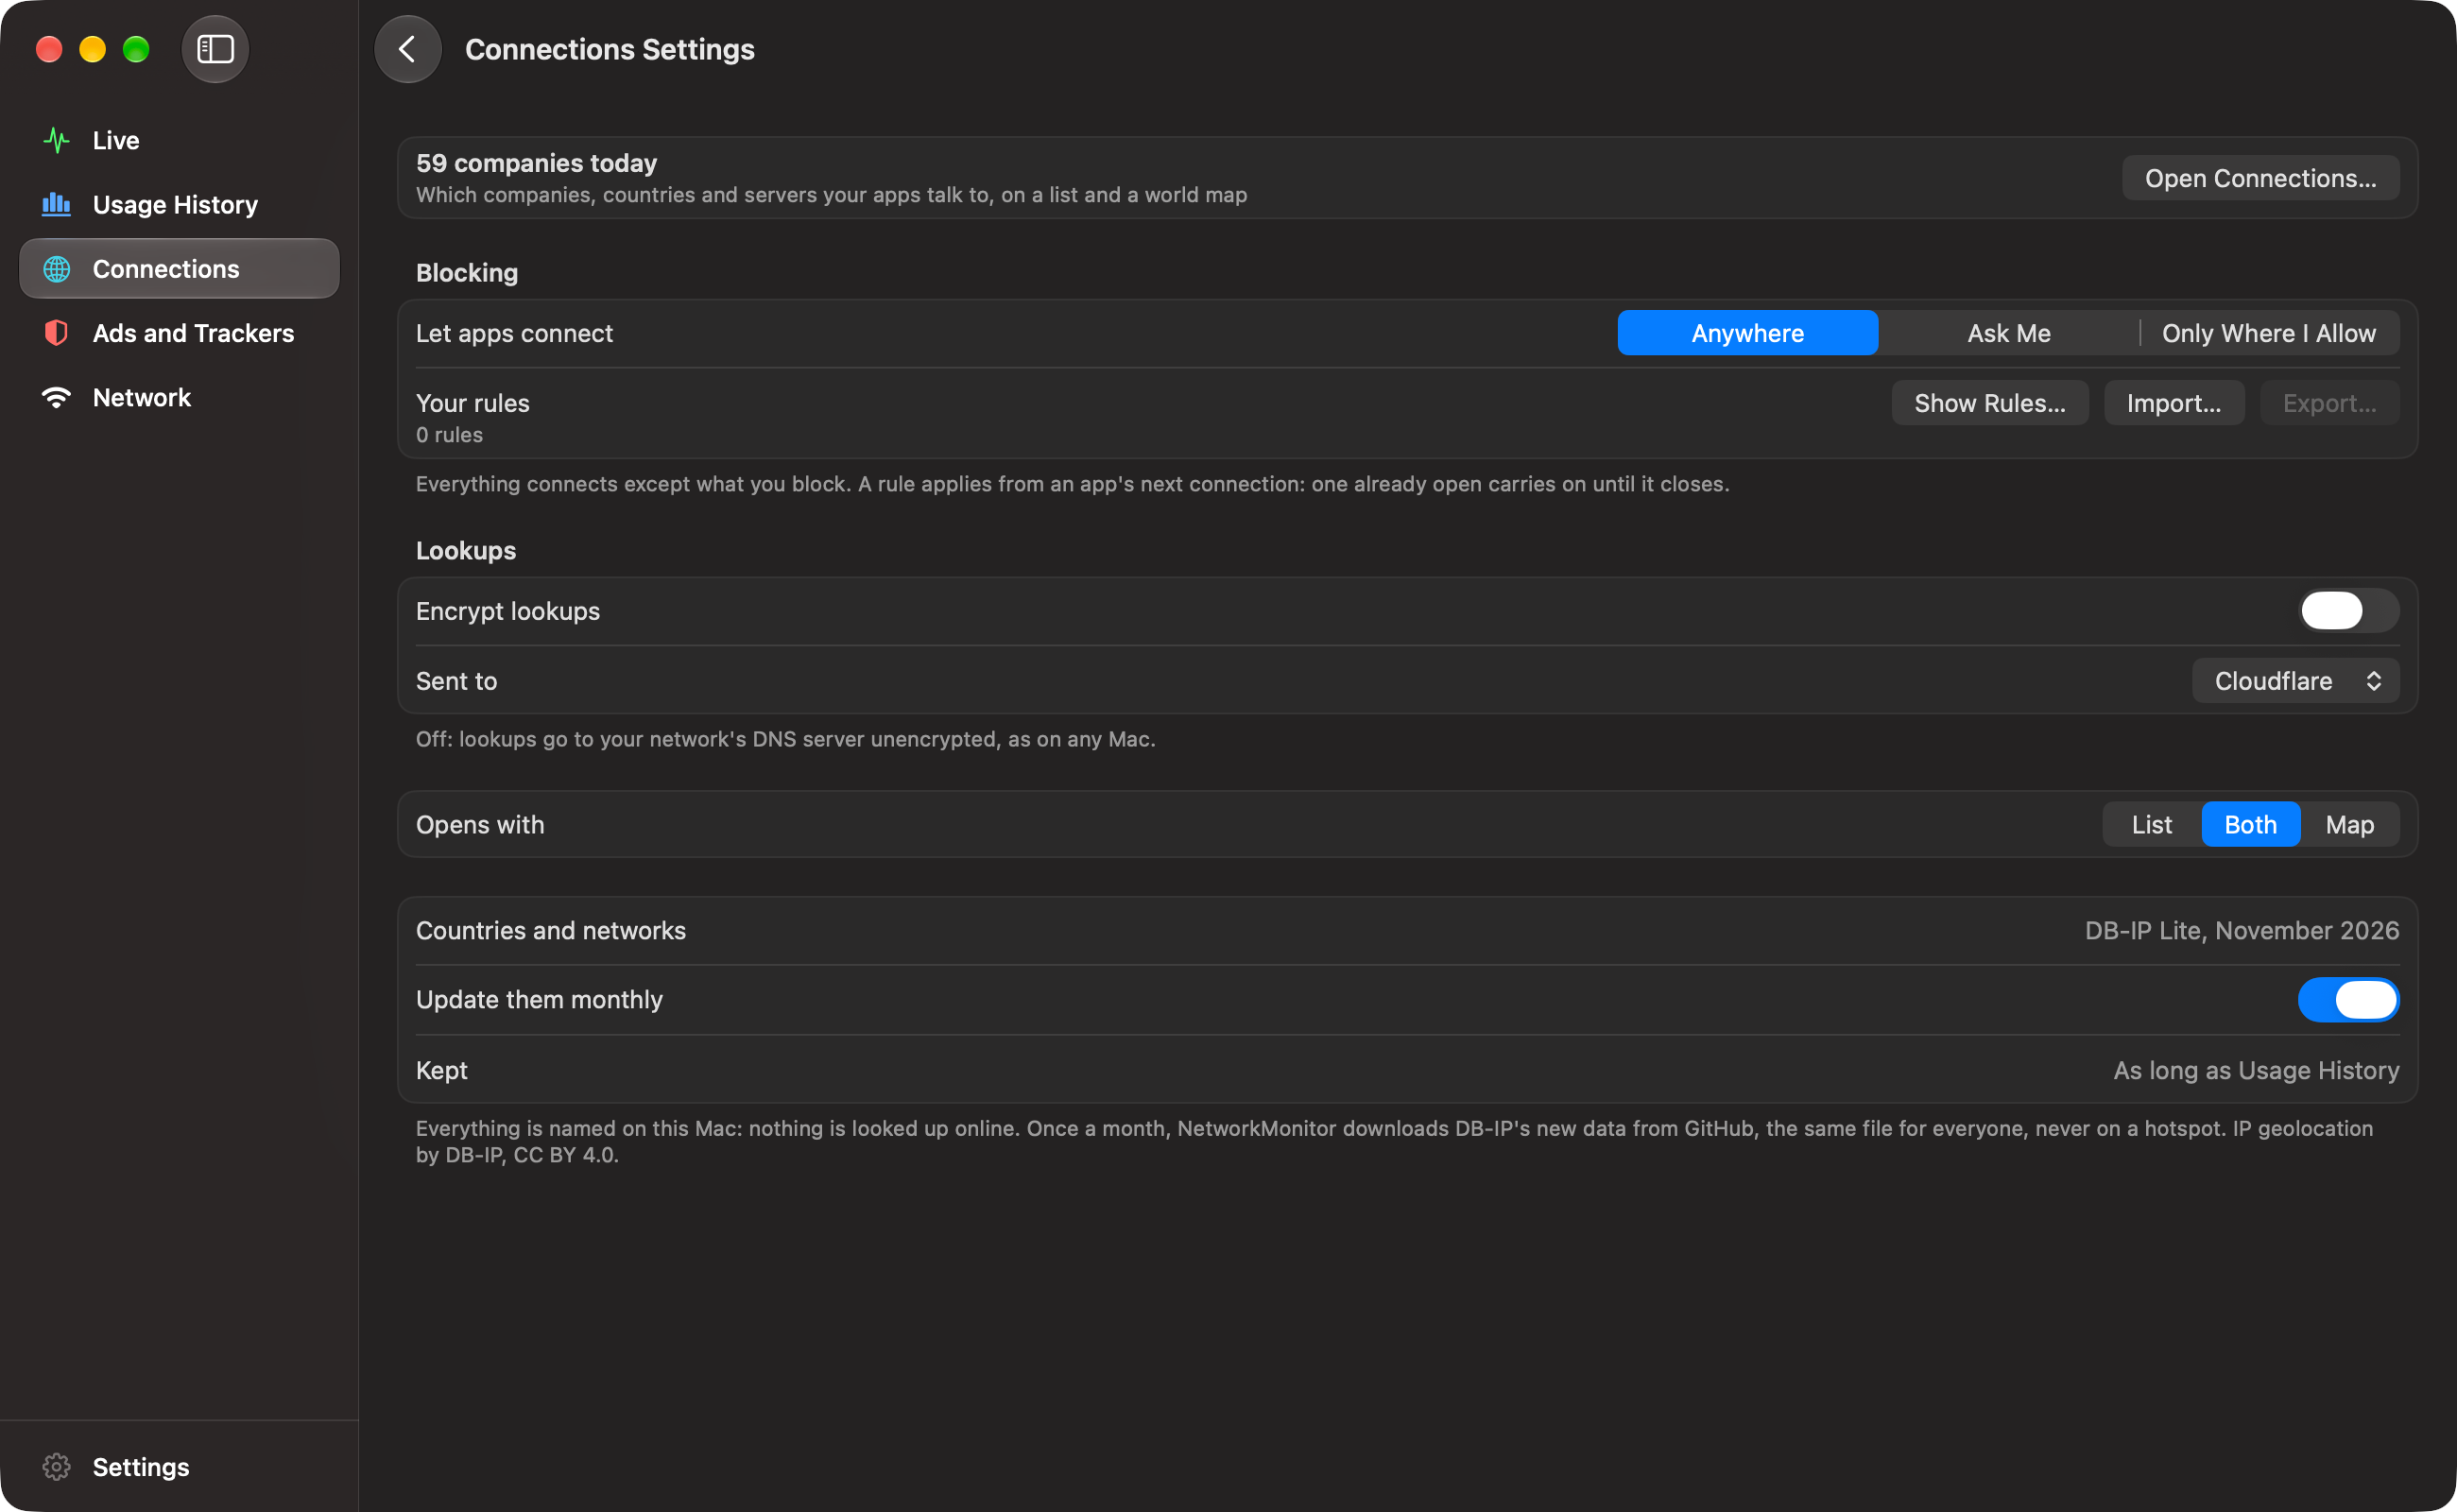 Connections Settings
Live
Usage History
Connections
Ads and Trackers
Network
Settings
59 companies today
Which companies, countries and servers your apps talk to, on a list and a world map
Open Connections...
Blocking
Let apps connect
Anywhere
Ask Me
Only Where I Allow
Your rules
0 rules
Show Rules...
Import...
Export...
Everything connects except what you block. A rule applies from an app's next connection: one already open carries on until it closes.
Lookups
Encrypt lookups
Sent to
Cloudflare
Off: lookups go to your network's DNS server unencrypted, as on any Mac.
Opens with
List
Both
Map
Countries and networks
DB-IP Lite, November 2026
Update them monthly
Kept
As long as Usage History
Everything is named on this Mac: nothing is looked up online. Once a month, NetworkMonitor downloads DB-IP's new data from GitHub, the same file for everyone, never on a hotspot. IP geolocation
by DB-IP, CC BY 4.0.